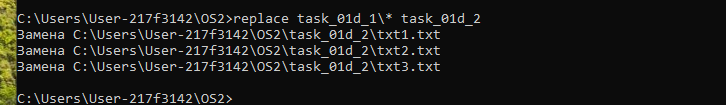 C:\Users\User-217f3142\OS2>replace task_01d_1\* task_01d_2
Замена C:\Users\User-217f3142\OS2\task_01d_2\txt1.txt
Замена C:\Users\User-217f3142\OS2\task_01d_2\txt2.txt
Замена C:\Users\User-217f3142\OS2\task_01d_2\txt3.txt
C:\Users\User-217f3142\OS2>